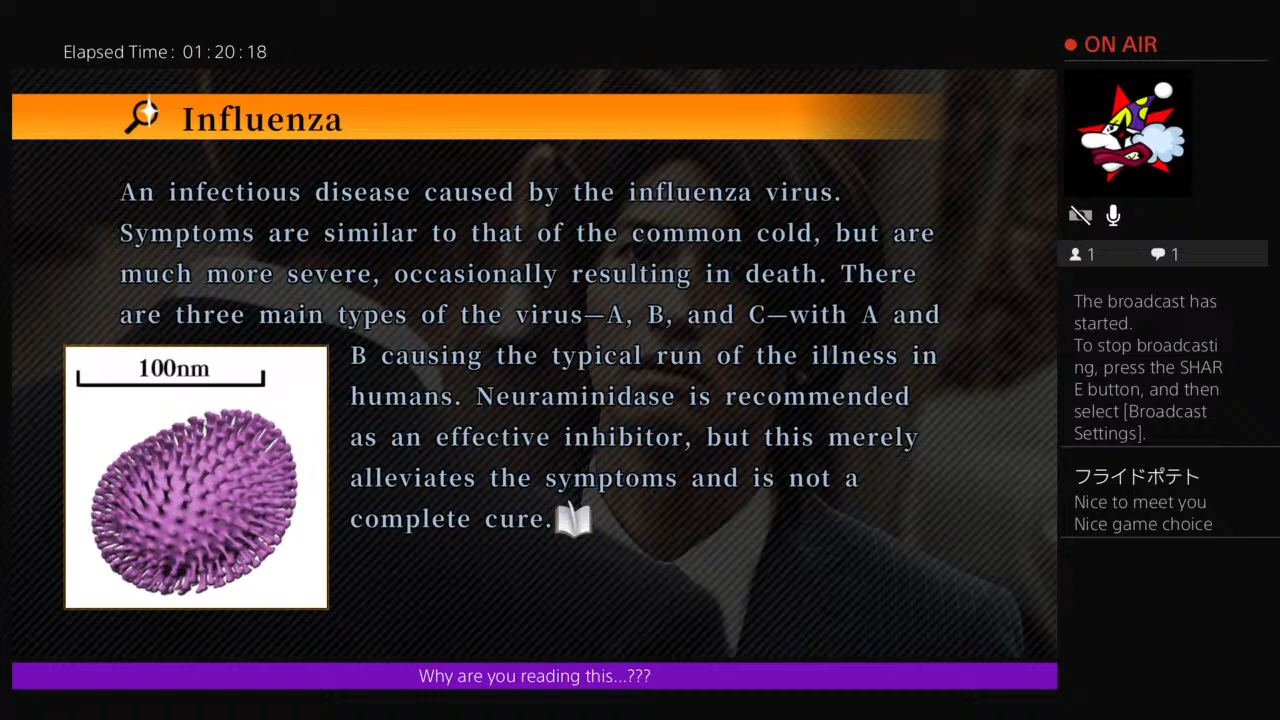 Elapsed Time: 01:20:18
ON AIR
Influenza
An infectious disease caused by the influenza virus.
Symptoms are similar to that of the common cold, but are
much more severe, occasionally resulting in death. There
are three main types of the virus—A, B, and C—with A and
B causing the typical run of the illness in
humans. Neuraminidase is recommended
as an effective inhibitor, but this merely
alleviates the symptoms and is not a
complete cure.
100nm
1
1
The broadcast has
started.
To stop broadcasti
ng, press the SHAR
E button, and then
select [Broadcast
Settings].
フライドポテト
Nice to meet you
Nice game choice
Why are you reading this...???